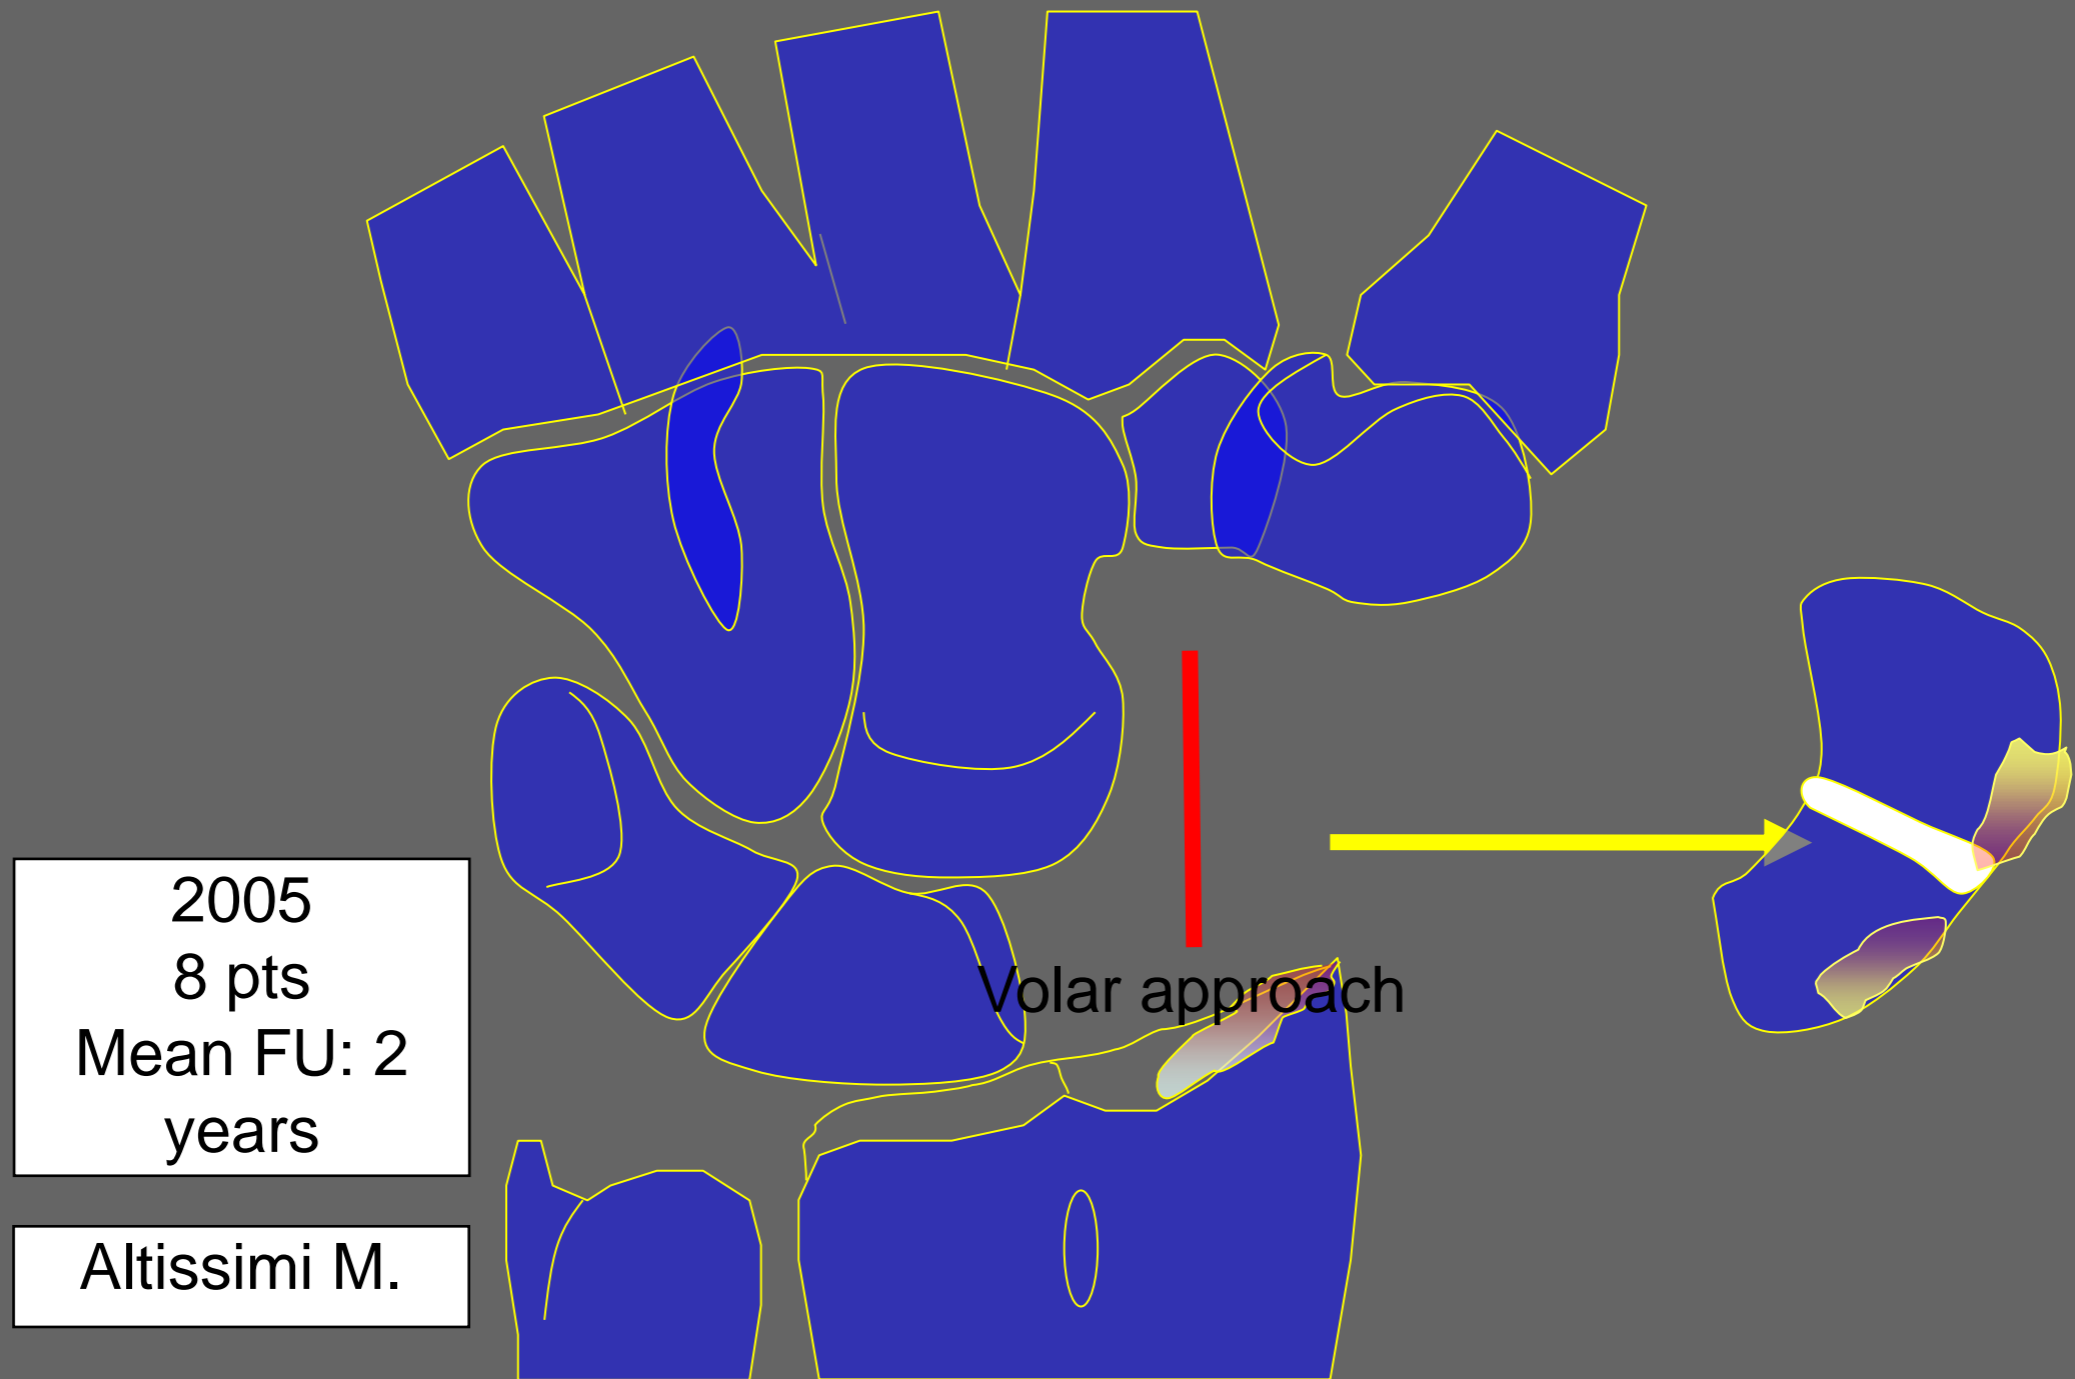 Volar approach
2005
8 pts
Mean FU: 2
years
Altissimi M.